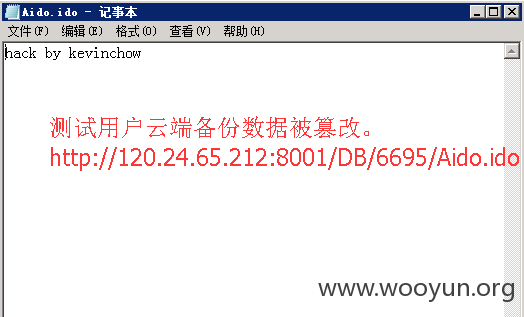 Aido.ido - 记事本
文件(F) 编辑(E) 格式(O) 查看(V) 帮助(H)
hack by kevinchow
测试用户云端备份数据被篡改。
http://120.24.65.212:8001/DB/6695/Aido.ido
www.wooyun.org